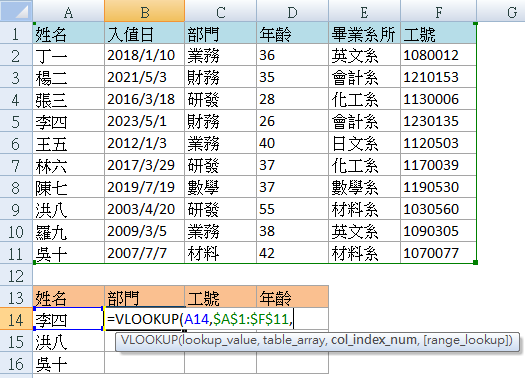 A B C D E F G
1 姓名 入值日 部門 年齡 畢業系所 工號
2 丁一 2018/1/10 業務 36 英文系 1080012
3 楊二 2021/5/3 財務 35 會計系 1210153
4 張三 2016/3/18 研發 28 化工系 1130006
5 李四 2023/5/1 財務 26 會計系 1230135
6 王五 2012/1/3 業務 40 日文系 1120503
7 林六 2017/3/29 研發 37 化工系 1170039
8 陳七 2019/7/19 數學 37 數學系 1190530
9 洪八 2003/4/20 研發 55 材料系 1030560
10 羅九 2009/3/5 業務 38 英文系 1090305
11 吳十 2007/7/7 材料 42 材料系 1070077
12
13 姓名 部門 工號 年齡
14 李四 =VLOOKUP(A14,$A$1:$F$11,
15 洪八 VLOOKUP(lookup_value, table_array, col_index_num, [range_lookup])
16 吳十